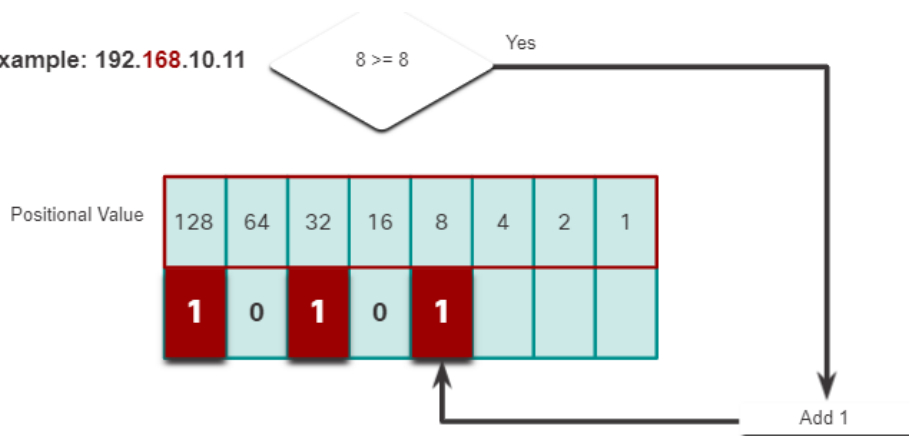 xample: 192.168.10.11
8 >= 8
Yes
Positional Value
128 64 32 16 8 4 2 1
1 0 1 0 1
Add 1